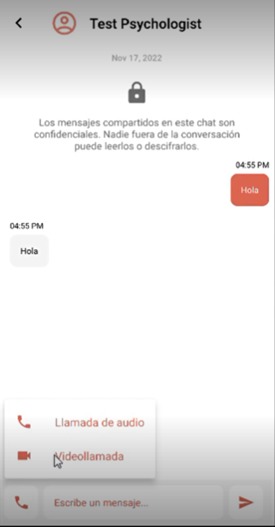 Test Psychologist
Nov 17, 2022
Los mensajes compartidos en este chat son
confidenciales. Nadie fuera de la conversación
puede leerlos o descifrarlos.
04:55 PM
Hola
04:55 PM
Hola
Llamada de audio
Videollamada
Escribe un mensaje...